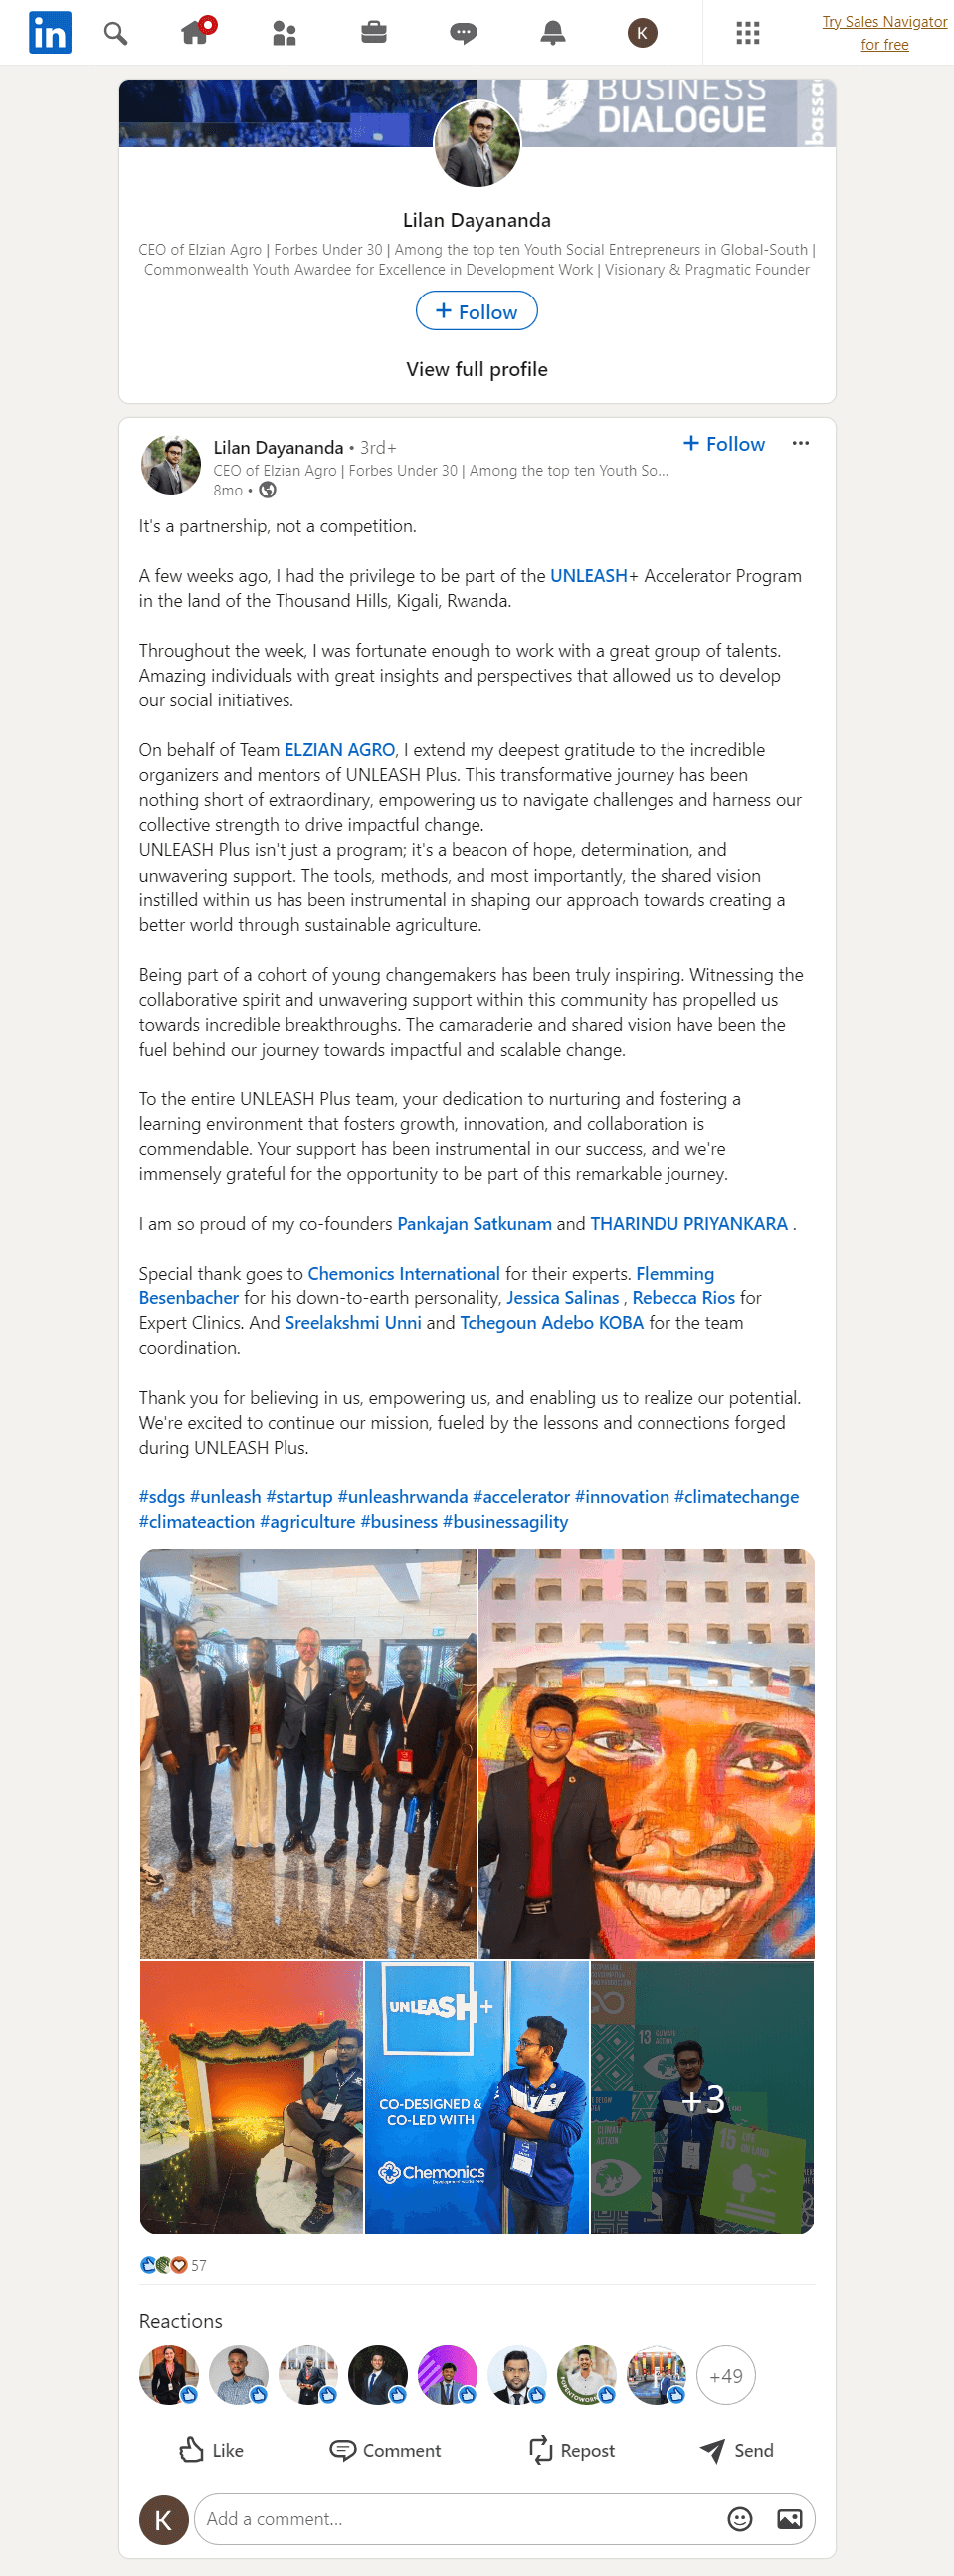 in
K
Try Sales Navigator
for free
BUSINESS
DIALOGUE
bassa
Lilan Dayananda
CEO of Elzian Agro | Forbes Under 30 | Among the top ten Youth Social Entrepreneurs in Global-South |
Commonwealth Youth Awardee for Excellence in Development Work | Visionary & Pragmatic Founder
+ Follow
View full profile
Lilan Dayananda • 3rd+
+ Follow
CEO of Elzian Agro | Forbes Under 30 | Among the top ten Youth So...
8mo •
It's a partnership, not a competition.
A few weeks ago, I had the privilege to be part of the UNLEASH+ Accelerator Program
in the land of the Thousand Hills, Kigali, Rwanda.
Throughout the week, I was fortunate enough to work with a great group of talents.
Amazing individuals with great insights and perspectives that allowed us to develop
our social initiatives.
On behalf of Team ELZIAN AGRO, I extend my deepest gratitude to the incredible
organizers and mentors of UNLEASH Plus. This transformative journey has been
nothing short of extraordinary, empowering us to navigate challenges and harness our
collective strength to drive impactful change.
UNLEASH Plus isn't just a program; it's a beacon of hope, determination, and
unwavering support. The tools, methods, and most importantly, the shared vision
instilled within us has been instrumental in shaping our approach towards creating a
better world through sustainable agriculture.
Being part of a cohort of young changemakers has been truly inspiring. Witnessing the
collaborative spirit and unwavering support within this community has propelled us
towards incredible breakthroughs. The camaraderie and shared vision have been the
fuel behind our journey towards impactful and scalable change.
To the entire UNLEASH Plus team, your dedication to nurturing and fostering a
learning environment that fosters growth, innovation, and collaboration is
commendable. Your support has been instrumental in our success, and we're
immensely grateful for the opportunity to be part of this remarkable journey.
I am so proud of my co-founders Pankajan Satkunam and THARINDU PRIYANKARA .
Special thank goes to Chemonics International for their experts. Flemming
Besenbacher for his down-to-earth personality, Jessica Salinas , Rebecca Rios for
Expert Clinics. And Sreelakshmi Unni and Tchegoun Adebo KOBA for the team
coordination.
Thank you for believing in us, empowering us, and enabling us to realize our potential.
We're excited to continue our mission, fueled by the lessons and connections forged
during UNLEASH Plus.
#sdgs #unleash #startup #unleashrwanda #accelerator #innovation #climatechange
#climateaction #agriculture #business #businessagility
UNLEASH+
CO-DESIGNED &
CO-LED WITH
Chemonics
13 CLIMATE
ACTION
+3
CLIMATE
ACTION
15 LIFE
ON LAND
57
Reactions
#OPENTOWORK
+49
Like
Comment
Repost
Send
K
Add a comment...